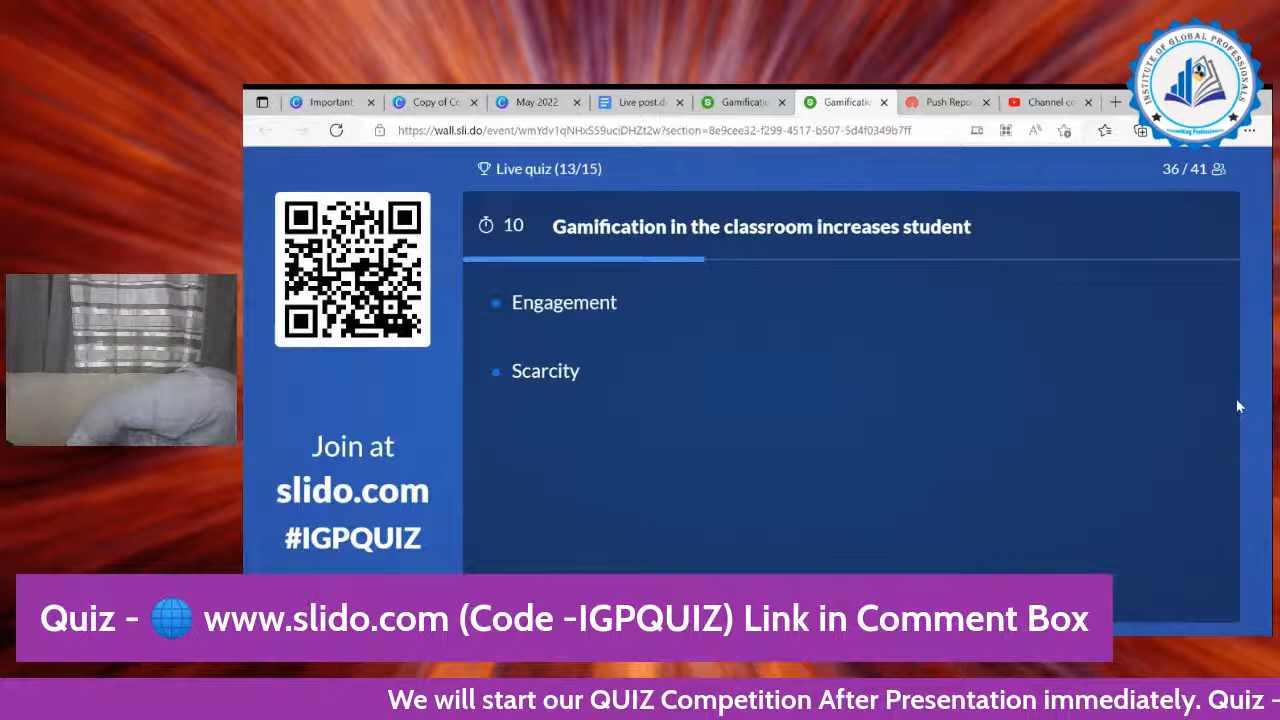 INSTITUTE OF GLOBAL PROFESSIONALS
Important
Copy of Co
May 2022
Live post.d
Gamificatio
Gamificatio
Push Repo
Channel co
https://wall.sli.do/event/wmYdv1qNHxS59uciDHZt2w?section=8e9cee32-f299-4517-b507-5d4f0349b7ff
Live quiz (13/15)
36 / 41
10 Gamification in the classroom increases student
Engagement
Scarcity
Join at
slido.com
#IGPQUIZ
Quiz - www.slido.com (Code -IGPQUIZ) Link in Comment Box
We will start our QUIZ Competition After Presentation immediately. Quiz -